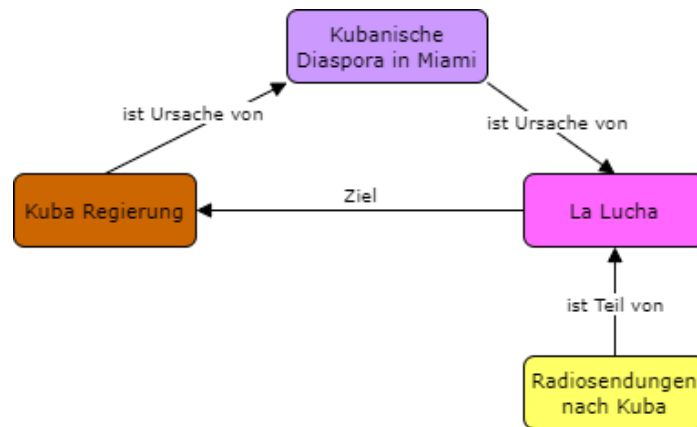 Kubanische
Diaspora in Miami
ist Ursache von
ist Ursache von
Kuba Regierung
Ziel
La Lucha
ist Teil von
Radiosendungen
nach Kuba